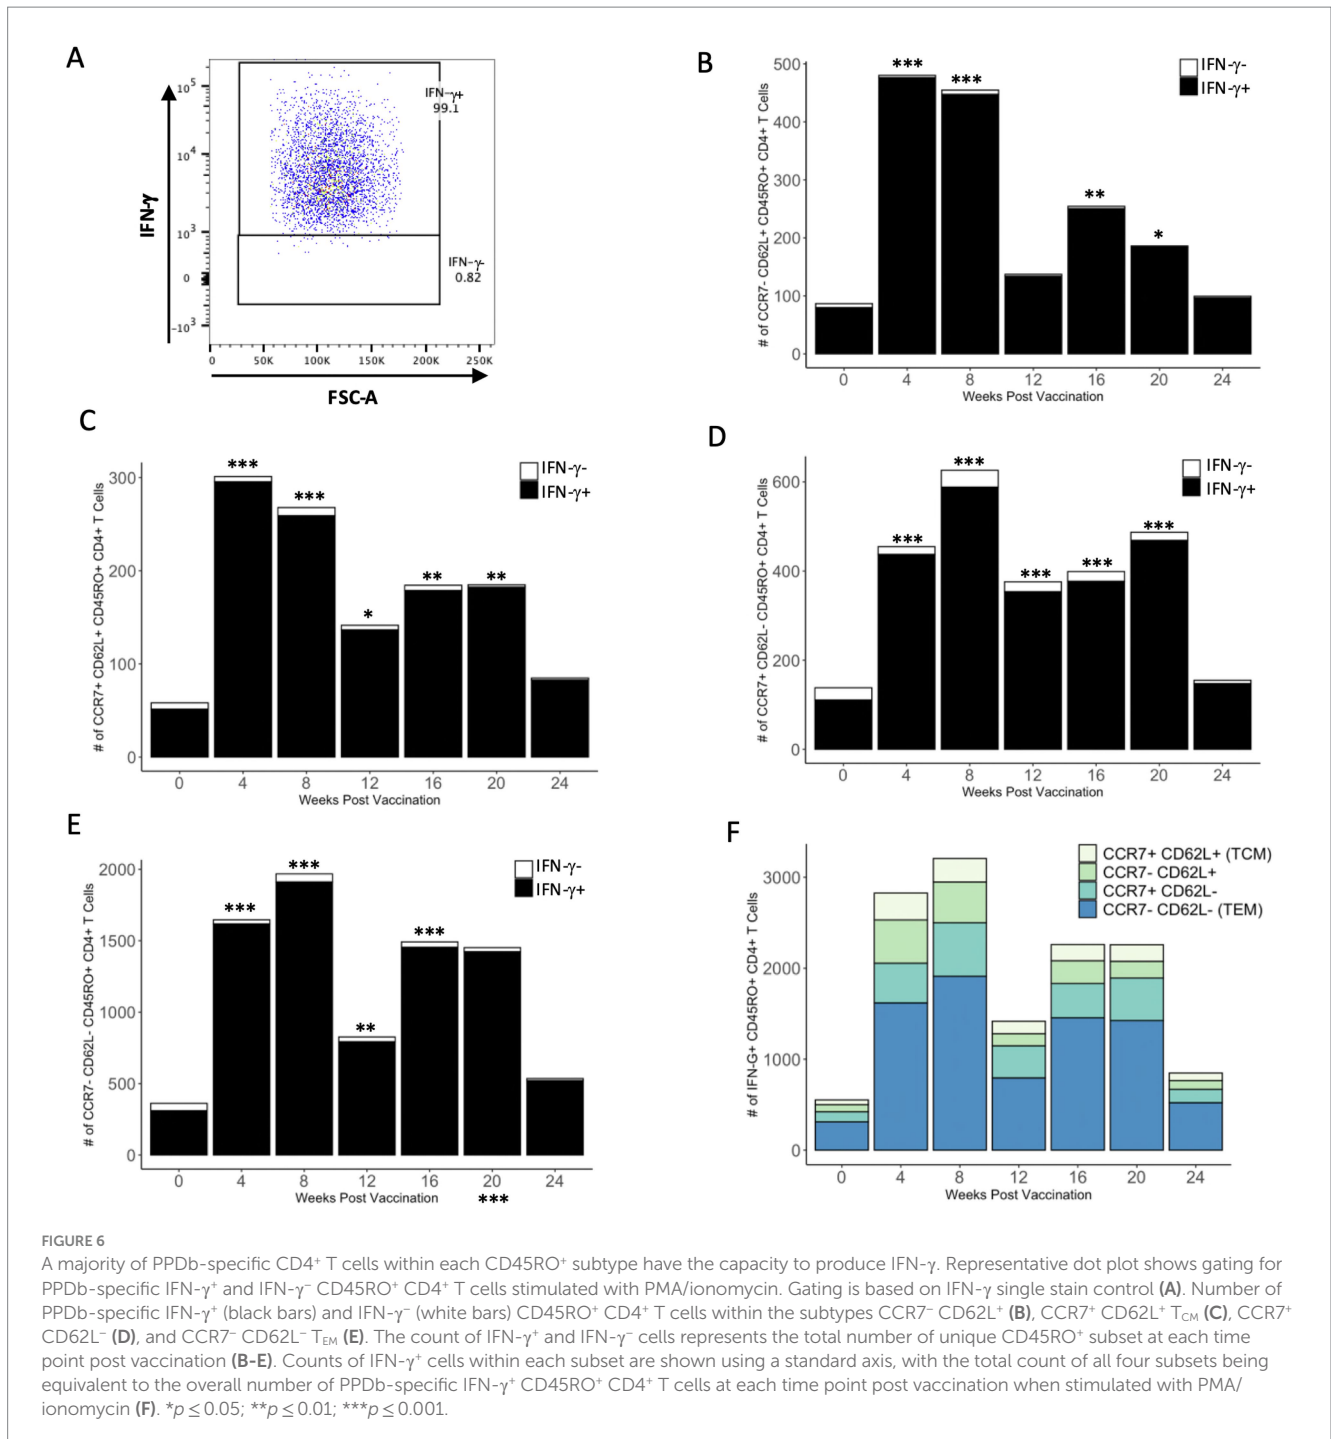 A
IFN-γ
10⁵
10⁴
10³
0
-10³
IFN-γ+
99.1
IFN-γ-
0.82
0 50K 100K 150K 200K 250K
FSC-A
B
# of CCR7- CD62L+ CD45RO+ CD4+ T Cells
500
400
300
200
100
0
*** *** ** *
IFN-γ-
IFN-γ+
0 4 8 12 16 20 24
Weeks Post Vaccination
C
# of CCR7+ CD62L+ CD45RO+ CD4+ T Cells
300
200
100
0
*** *** * ** **
IFN-γ-
IFN-γ+
0 4 8 12 16 20 24
Weeks Post Vaccination
D
# of CCR7+ CD62L- CD45RO+ CD4+ T Cells
600
400
200
0
*** *** *** *** ***
IFN-γ-
IFN-γ+
0 4 8 12 16 20 24
Weeks Post Vaccination
E
# of CCR7- CD62L- CD45RO+ CD4+ T Cells
2000
1500
1000
500
0
*** *** ** ***
IFN-γ-
IFN-γ+
0 4 8 12 16 20 24
Weeks Post Vaccination
***
F
# of IFN-G+ CD45RO+ CD4+ T Cells
3000
2000
1000
0
CCR7+ CD62L+ (TCM)
CCR7- CD62L+
CCR7+ CD62L-
CCR7- CD62L- (TEM)
0 4 8 12 16 20 24
Weeks Post Vaccination
FIGURE 6
A majority of PPDb-specific CD4⁺ T cells within each CD45RO⁺ subtype have the capacity to produce IFN-γ. Representative dot plot shows gating for
PPDb-specific IFN-γ⁺ and IFN-γ⁻ CD45RO⁺ CD4⁺ T cells stimulated with PMA/ionomycin. Gating is based on IFN-γ single stain control (A). Number of
PPDb-specific IFN-γ⁺ (black bars) and IFN-γ⁻ (white bars) CD45RO⁺ CD4⁺ T cells within the subtypes CCR7⁻ CD62L⁺ (B), CCR7⁺ CD62L⁺ T_CM (C), CCR7⁺
CD62L⁻ (D), and CCR7⁻ CD62L⁻ T_EM (E). The count of IFN-γ⁺ and IFN-γ⁻ cells represents the total number of unique CD45RO⁺ subset at each time
point post vaccination (B-E). Counts of IFN-γ⁺ cells within each subset are shown using a standard axis, with the total count of all four subsets being
equivalent to the overall number of PPDb-specific IFN-γ⁺ CD45RO⁺ CD4⁺ T cells at each time point post vaccination when stimulated with PMA/
ionomycin (F). *p ≤ 0.05; **p ≤ 0.01; ***p ≤ 0.001.